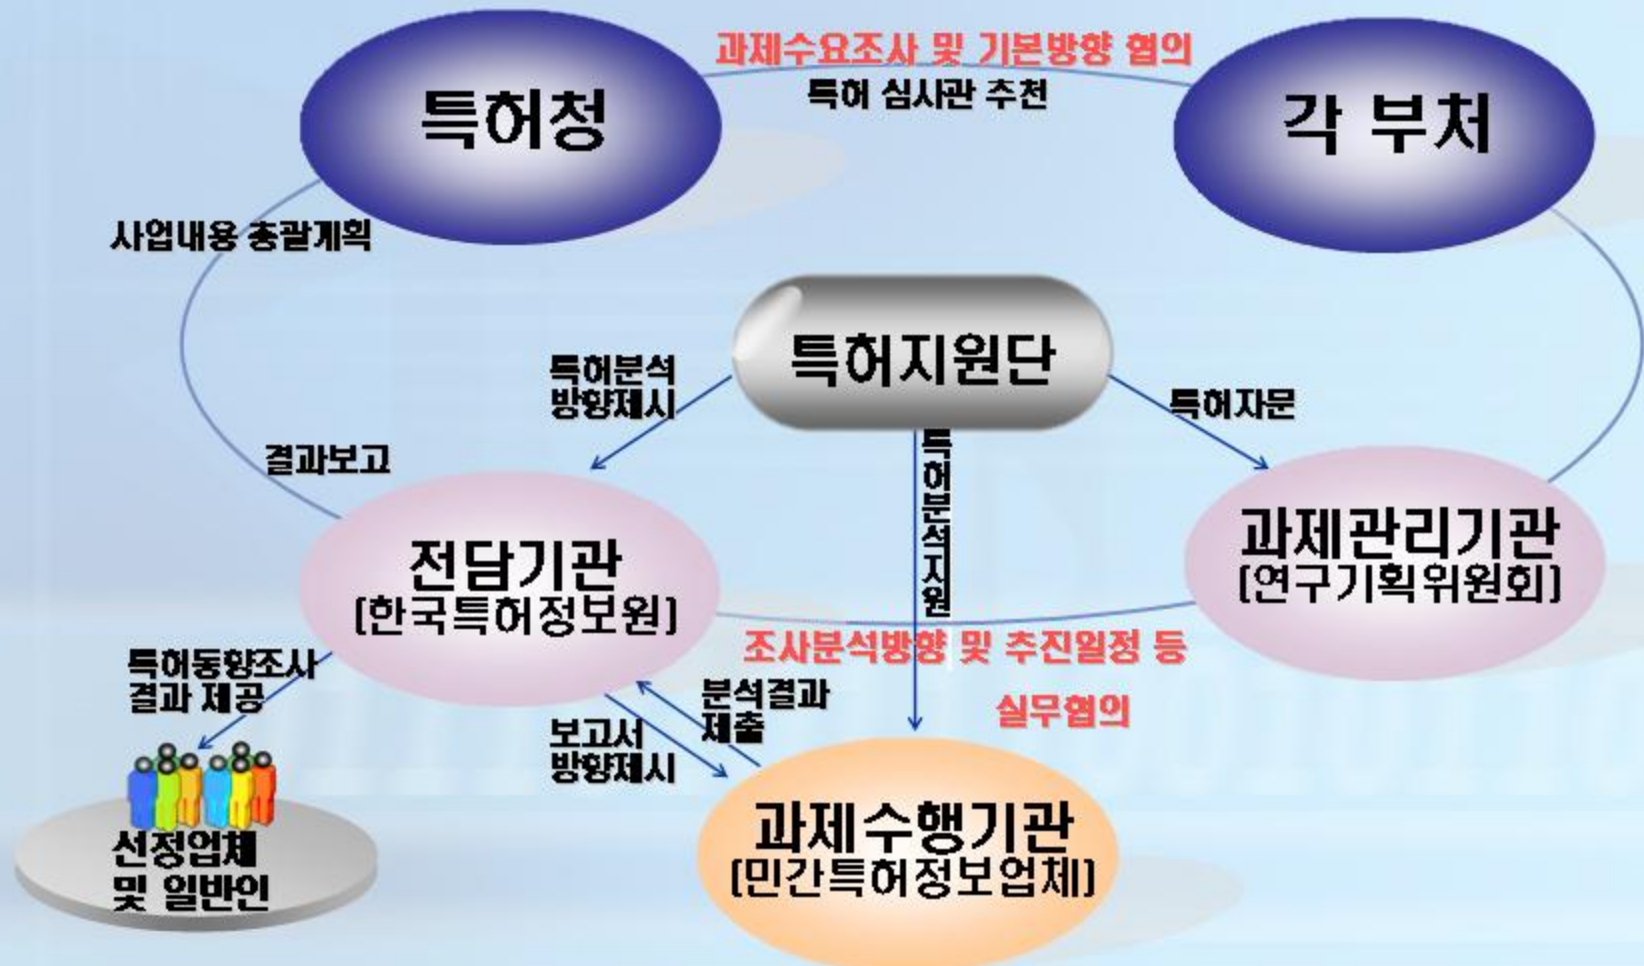 과제수요조사 및 기본방향 협의
특허 심사관 추천
특허청
각 부처
사업내용 총괄계획
특허지원단
특허분석
방향제시
특허자문
결과보고
특허분석지원
전담기관
[한국특허정보원]
과제관리기관
[연구기획위원회]
조사분석방향 및 추진일정 등
실무협의
특허동향조사
결과 제공
분석결과
제출
보고서
방향제시
선정업체
및 일반인
과제수행기관
[민간특허정보업체]